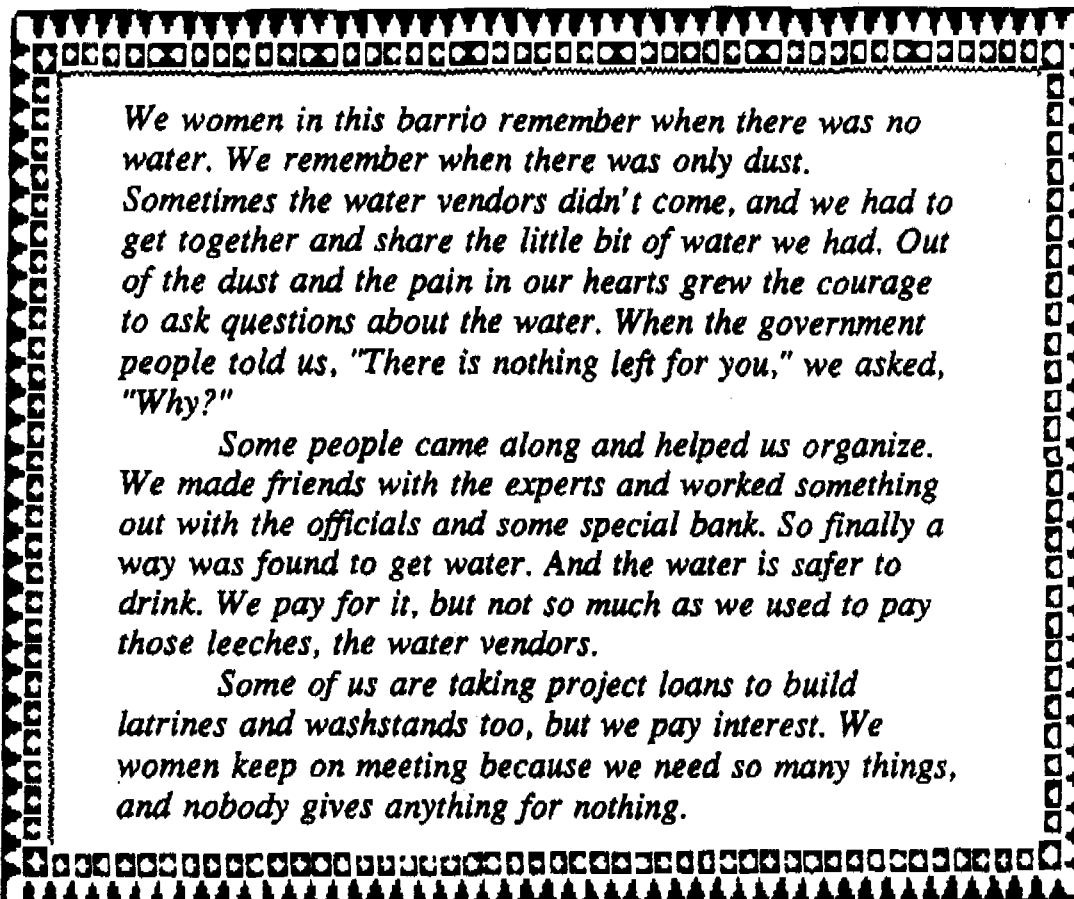 We women in this barrio remember when there was no
water. We remember when there was only dust.
Sometimes the water vendors didn't come, and we had to
get together and share the little bit of water we had. Out
of the dust and the pain in our hearts grew the courage
to ask questions about the water. When the government
people told us, "There is nothing left for you," we asked,
"Why?"
Some people came along and helped us organize.
We made friends with the experts and worked something
out with the officials and some special bank. So finally a
way was found to get water. And the water is safer to
drink. We pay for it, but not so much as we used to pay
those leeches, the water vendors.
Some of us are taking project loans to build
latrines and washstands too, but we pay interest. We
women keep on meeting because we need so many things,
and nobody gives anything for nothing.